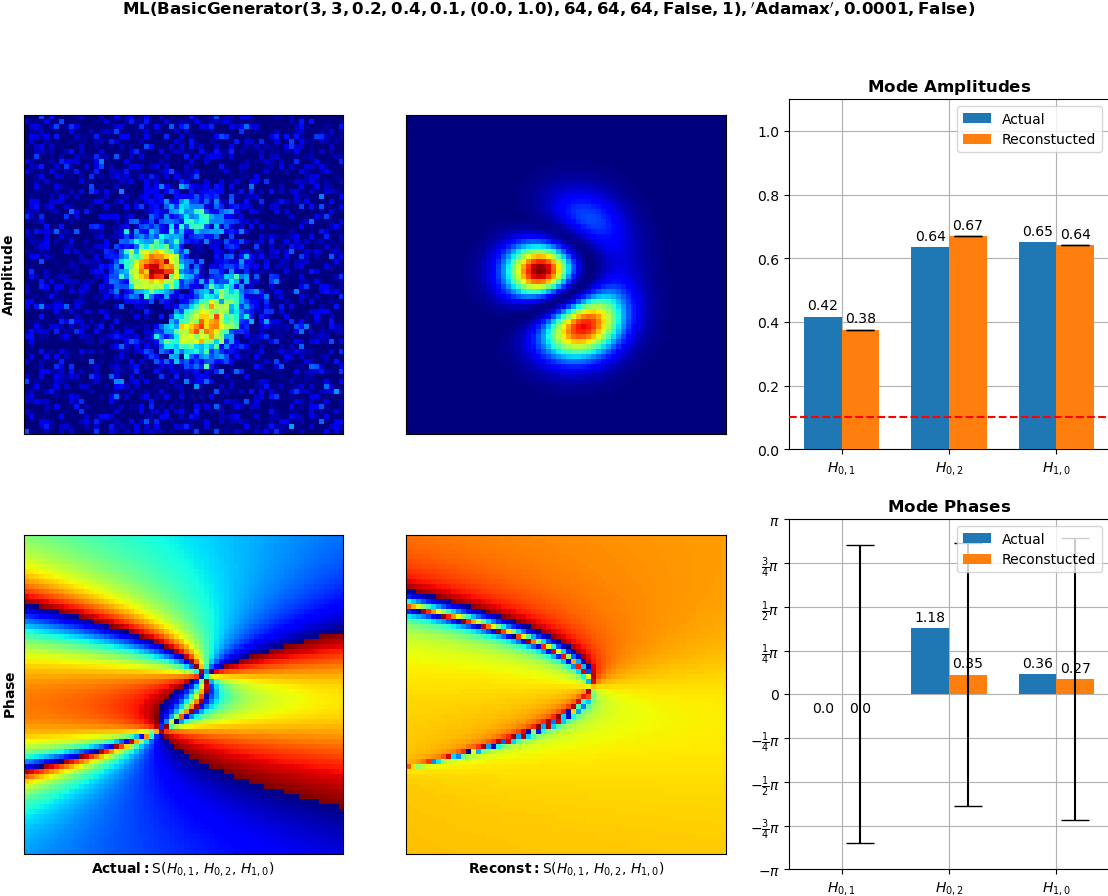 ML(BasicGenerator(3, 3, 0.2, 0.4, 0.1, (0.0, 1.0), 64, 64, 64, False, 1), ′Adamax′, 0.0001, False)
Amplitude
Mode Amplitudes
Actual
Reconstucted
1.0
0.8
0.6
0.4
0.2
0.0
0.42
0.38
0.64
0.67
0.65
0.64
H0, 1
H0, 2
H1, 0
Phase
Actual: S(H0, 1, H0, 2, H1, 0)
Reconst: S(H0, 1, H0, 2, H1, 0)
Mode Phases
Actual
Reconstucted
π
3/4π
1/2π
1/4π
0
−1/4π
−1/2π
−3/4π
−π
0.0
0.0
1.18
0.35
0.36
0.27
H0, 1
H0, 2
H1, 0